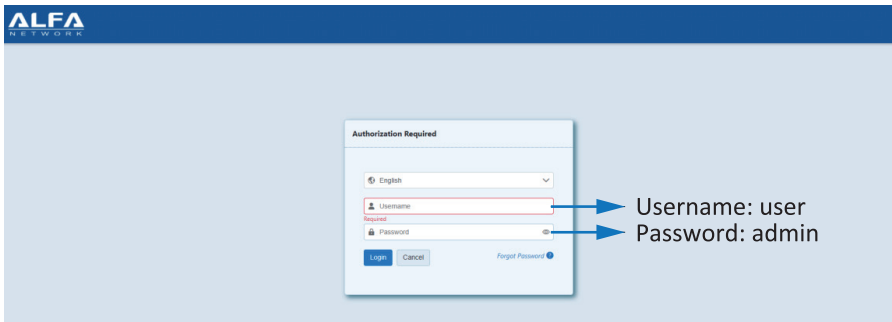 ALFA
NETWORK
Authorization Required
English
Username
Required
Password
Login Cancel Forgot Password ?
Username: user
Password: admin